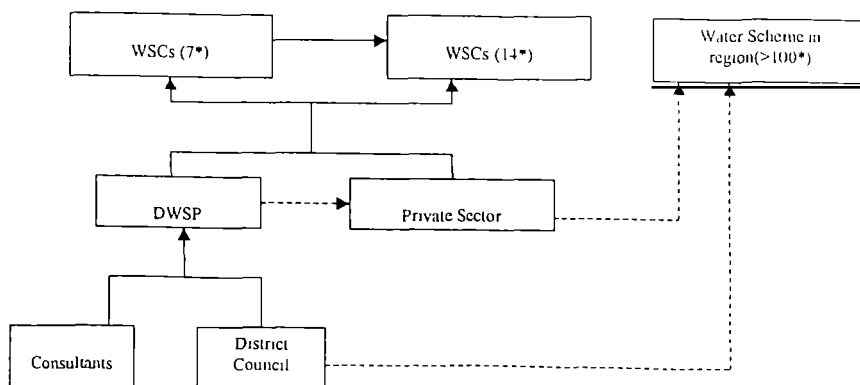 WSCs (7*)
WSCs (14*)
Water Scheme in
region(>100*)
DWSP
Private Sector
Consultants
District
Council